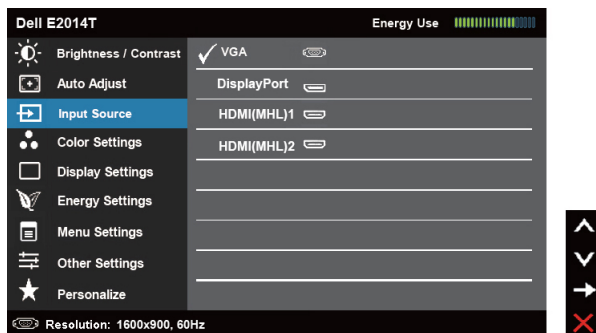 Dell E2014T Energy Use
Brightness / Contrast VGA
Auto Adjust DisplayPort
Input Source HDMI(MHL)1
Color Settings HDMI(MHL)2
Display Settings
Energy Settings
Menu Settings
Other Settings
Personalize
Resolution: 1600x900, 60Hz